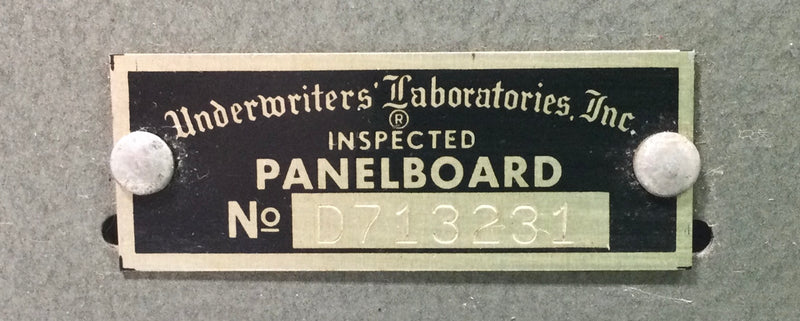 Underwriters' Laboratories, Inc.
®
INSPECTED
PANELBOARD
No D713231